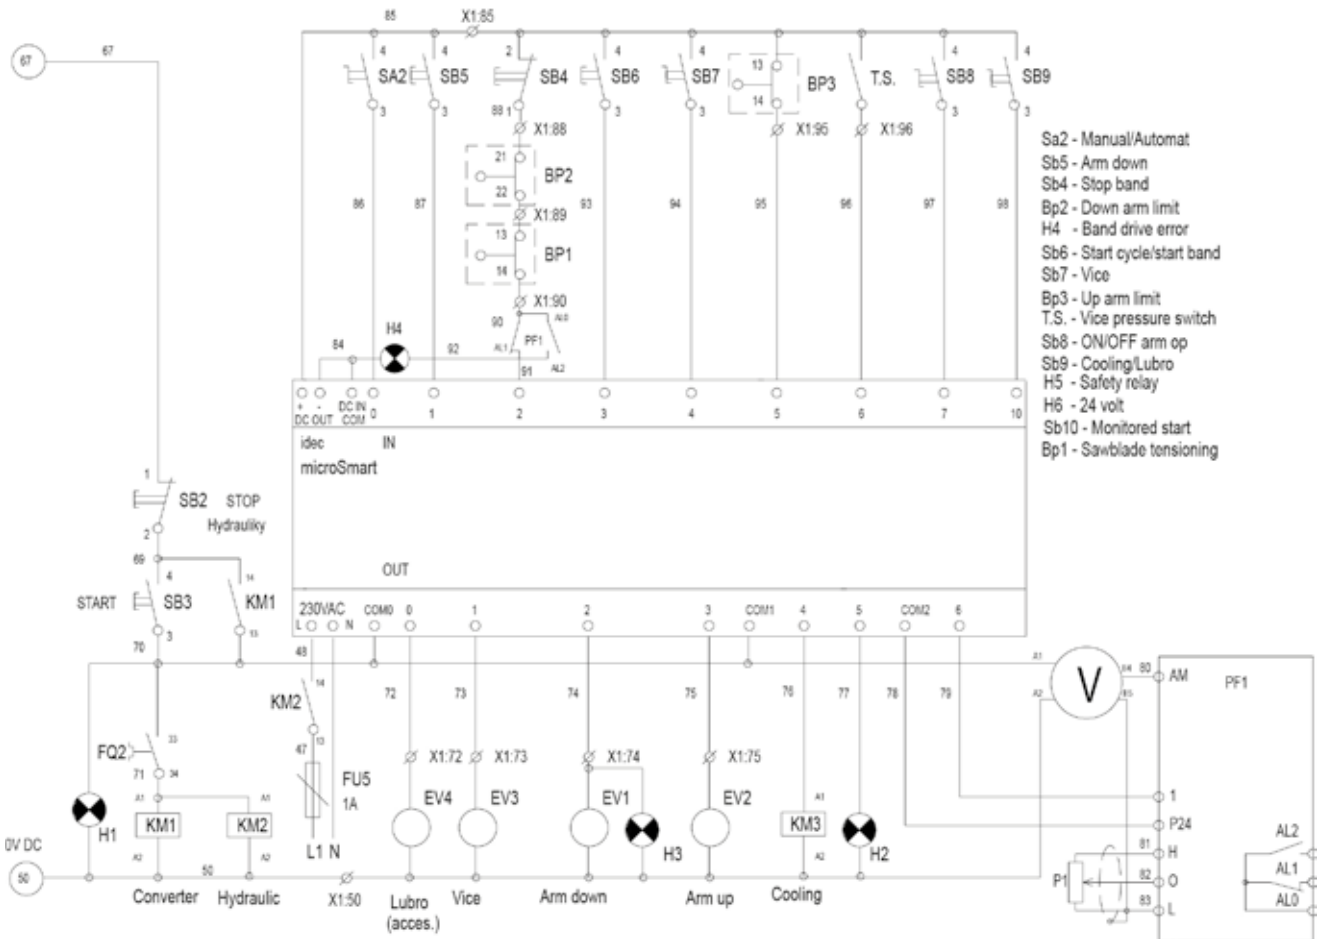 85 X1:85
67 67
4 4 2 4 4 13 4 4
SA2 SB5 SB4 SB6 SB7 BP3 T.S. SB8 SB9
3 3 88 1 3 3 14 3 3
X1:88 X1:95 X1:96
21
BP2
22
86 87 X1:89 93 94 95 96 97 98
13
BP1
14
X1:90
90 AL0
H4 PF1
84 92 AL1
91 AL2
Sa2 - Manual/Automat
Sb5 - Arm down
Sb4 - Stop band
Bp2 - Down arm limit
H4 - Band drive error
Sb6 - Start cycle/start band
Sb7 - Vice
Bp3 - Up arm limit
T.S. - Vice pressure switch
Sb8 - ON/OFF arm op
Sb9 - Cooling/Lubro
H5 - Safety relay
H6 - 24 volt
Sb10 - Monitored start
Bp1 - Sawblade tensioning
+ - DC IN
DC OUT COM 0 1 2 3 4 5 6 7 10
idec IN
microSmart
OUT
1
SB2 STOP
Hydrauliky
2
69
4 14
START SB3 KM1
3 13
70
230VAC COM0 0 1 2 3 COM1 4 5 COM2 6
L N
48
14
KM2
13
47
FU5
1A
L1 N
33
FQ2
71 34
A1 A1
H1 KM1 KM2
A2 A2
0V DC
50 50
Converter Hydraulic X1:50
72 73 74 75 76 77 78 79
X1:72 X1:73 X1:74 X1:75
EV4 EV3 EV1 EV2
A1
H3 KM3 H2
A2
Lubro Vice Arm down Arm up Cooling
(acces.)
A1 80 AM PF1
V
A2
1
P24
81 H AL2
P1 82 O AL1
83 L AL0